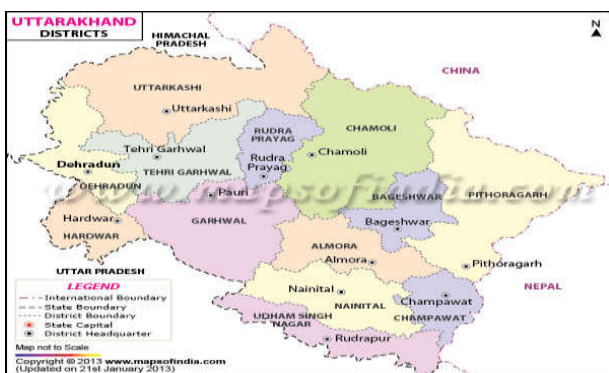 UTTARAKHAND
DISTRICTS
HIMACHAL
PRADESH
N
CHINA
UTTARKASHI
Uttarkashi
CHAMOLI
RUDRA
PRAYAG
Tehri Garhwal
Rudra
Prayag
Chamoli
Dehradun
TEHRI GARHWAL
DEHRADUN
Pauri
BAGESHWAR
PITHORAGARH
www.mapsofindia.com
Hardwar
GARHWAL
Bageshwar
HARDWAR
ALMORA
Almora
Pithoragarh
UTTAR PRADESH
NEPAL
Nainital
NAINITAL
Champawat
CHAMPAWAT
UDHAM SINGH
NAGAR
Rudrapur
LEGEND
International Boundary
State Boundary
District Boundary
State Capital
District Headquarter
Map not to Scale
Copyright © 2013 www.mapsofindia.com
(Updated on 21st January 2013)